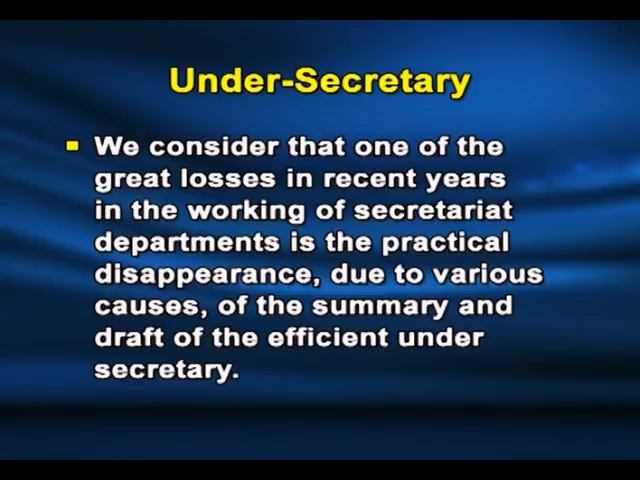 Under-Secretary
We consider that one of the
great losses in recent years
in the working of secretariat
departments is the practical
disappearance, due to various
causes, of the summary and
draft of the efficient under
secretary.